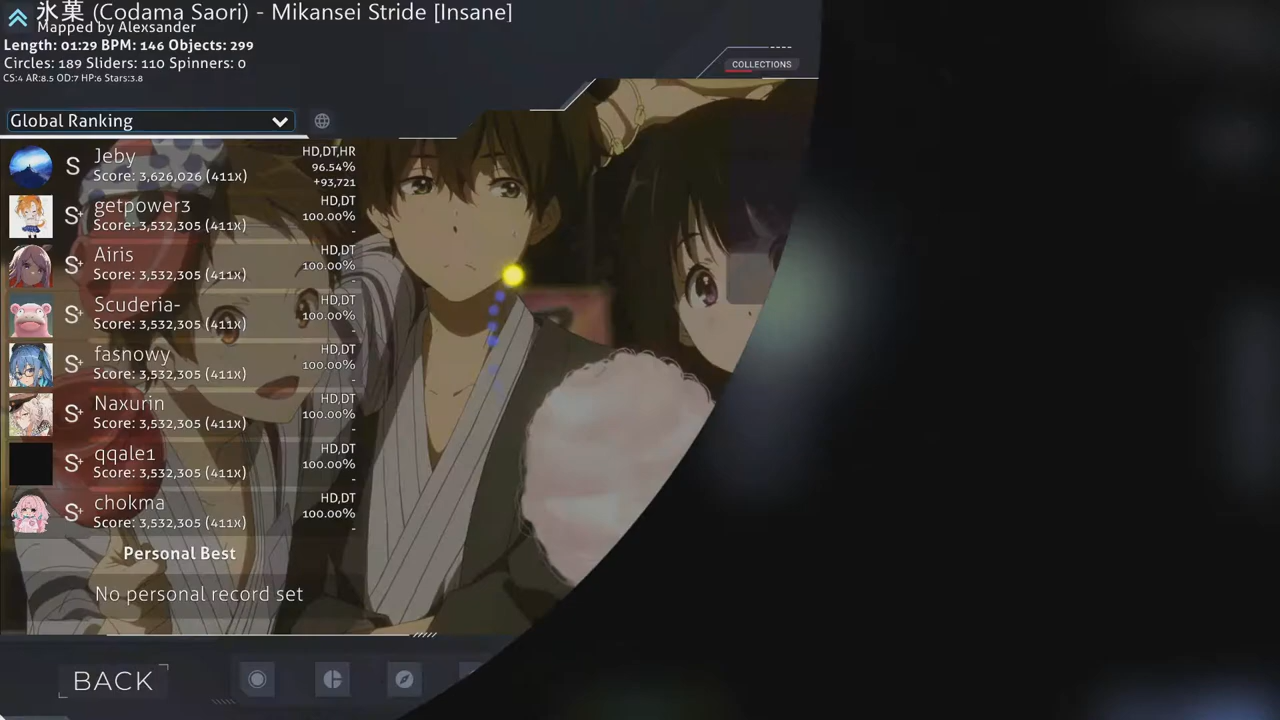 氷菓 (Codama Saori) - Mikansei Stride [Insane]
Mapped by Alexsander
Length: 01:29 BPM: 146 Objects: 299
Circles: 189 Sliders: 110 Spinners: 0
CS:4 AR:8.5 OD:7 HP:6 Stars:3.8
COLLECTIONS
Global Ranking
S Jeby HD,DT,HR
Score: 3,626,026 (411x) 96.54%
+93,721
S+ getpower3 HD,DT
Score: 3,532,305 (411x) 100.00%
-
S+ Airis HD,DT
Score: 3,532,305 (411x) 100.00%
-
S+ Scuderia- HD,DT
Score: 3,532,305 (411x) 100.00%
-
S+ fasnowy HD,DT
Score: 3,532,305 (411x) 100.00%
-
S+ Naxurin HD,DT
Score: 3,532,305 (411x) 100.00%
-
S+ qqale1 HD,DT
Score: 3,532,305 (411x) 100.00%
-
S+ chokma HD,DT
Score: 3,532,305 (411x) 100.00%
-
Personal Best
No personal record set
BACK